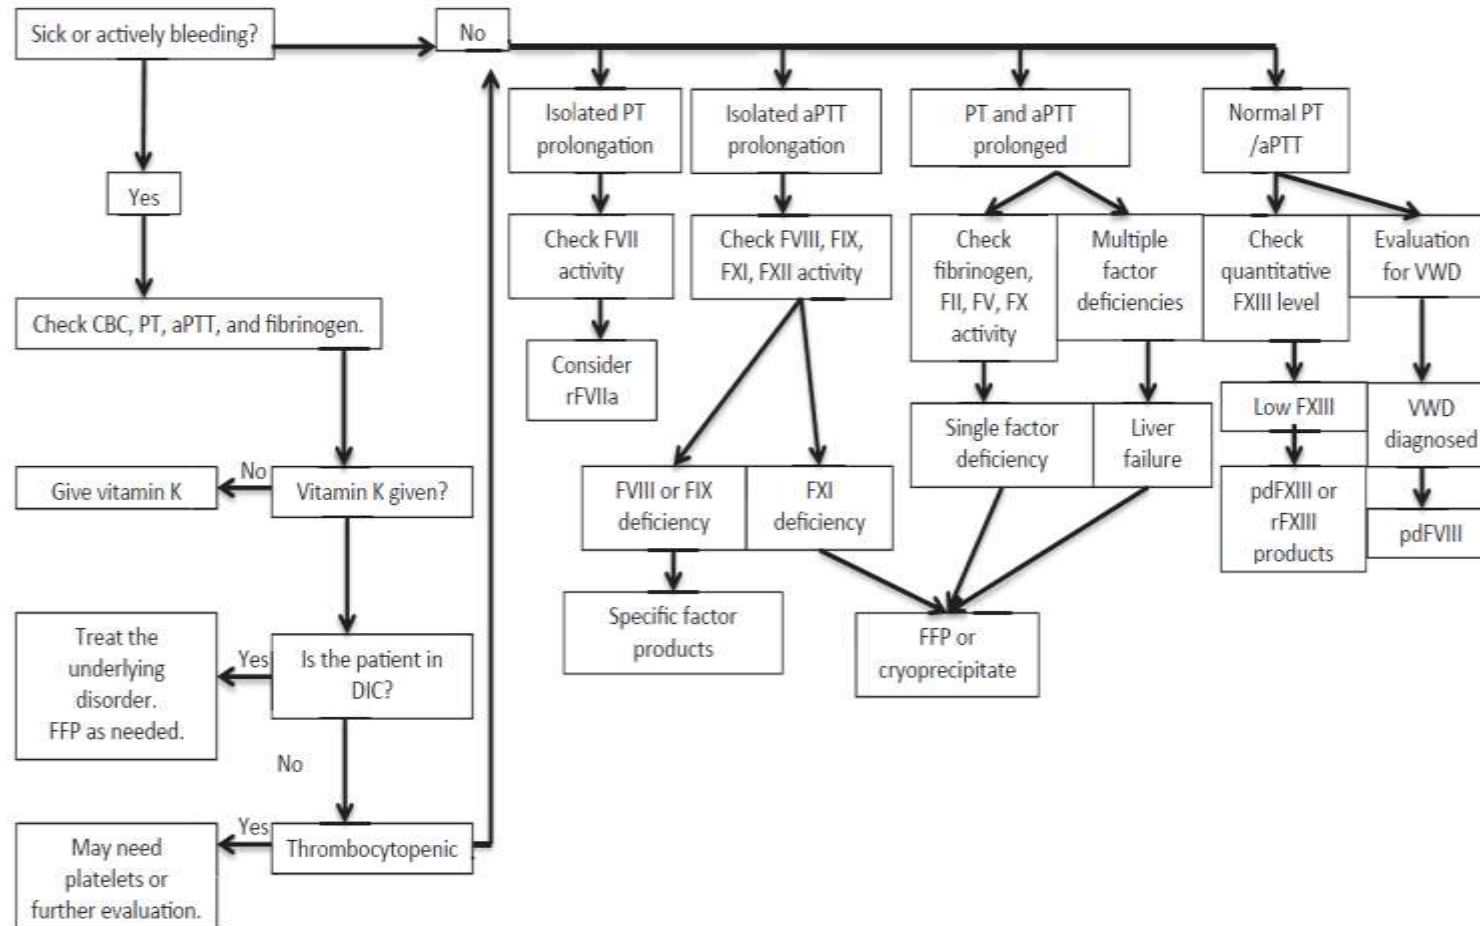 Sick or actively bleeding?
No
Yes
Check CBC, PT, aPTT, and fibrinogen.
No
Give vitamin K
Vitamin K given?
Treat the
underlying
disorder.
FFP as needed.
Yes
Is the patient in
DIC?
No
May need
platelets or
further evaluation.
Yes
Thrombocytopenic
Isolated PT
prolongation
Check FVII
activity
Consider
rFVIIa
Isolated aPTT
prolongation
Check FVIII, FIX,
FXI, FXII activity
FVIII or FIX
deficiency
FXI
deficiency
Specific factor
products
PT and aPTT
prolonged
Check
fibrinogen,
FII, FV, FX
activity
Multiple
factor
deficiencies
Single factor
deficiency
Liver
failure
FFP or
cryoprecipitate
Normal PT
/aPTT
Check
quantitative
FXIII level
Evaluation
for VWD
Low FXIII
VWD
diagnosed
pdFXIII or
rFXIII
products
pdFVIII